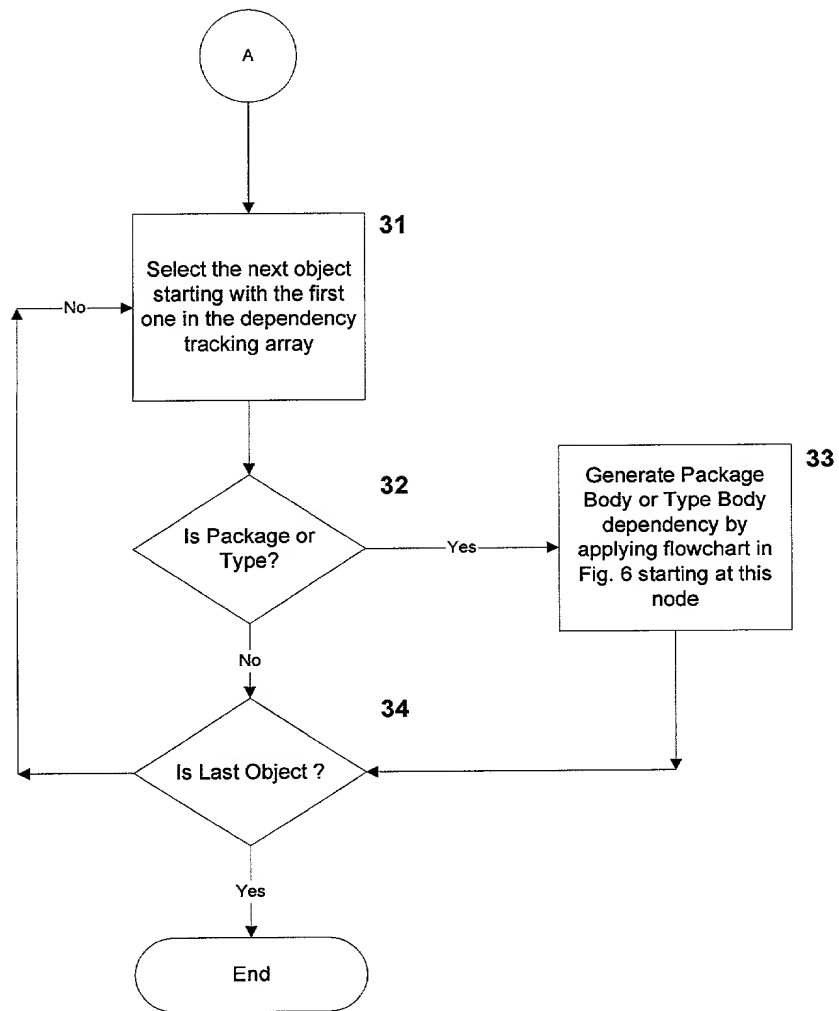 A
31
Select the next object
starting with the first
one in the dependency
tracking array
No
33
Generate Package
Body or Type Body
dependency by
applying flowchart in
Fig. 6 starting at this
node
32
Is Package or
Type?
Yes
No
34
Is Last Object ?
Yes
End